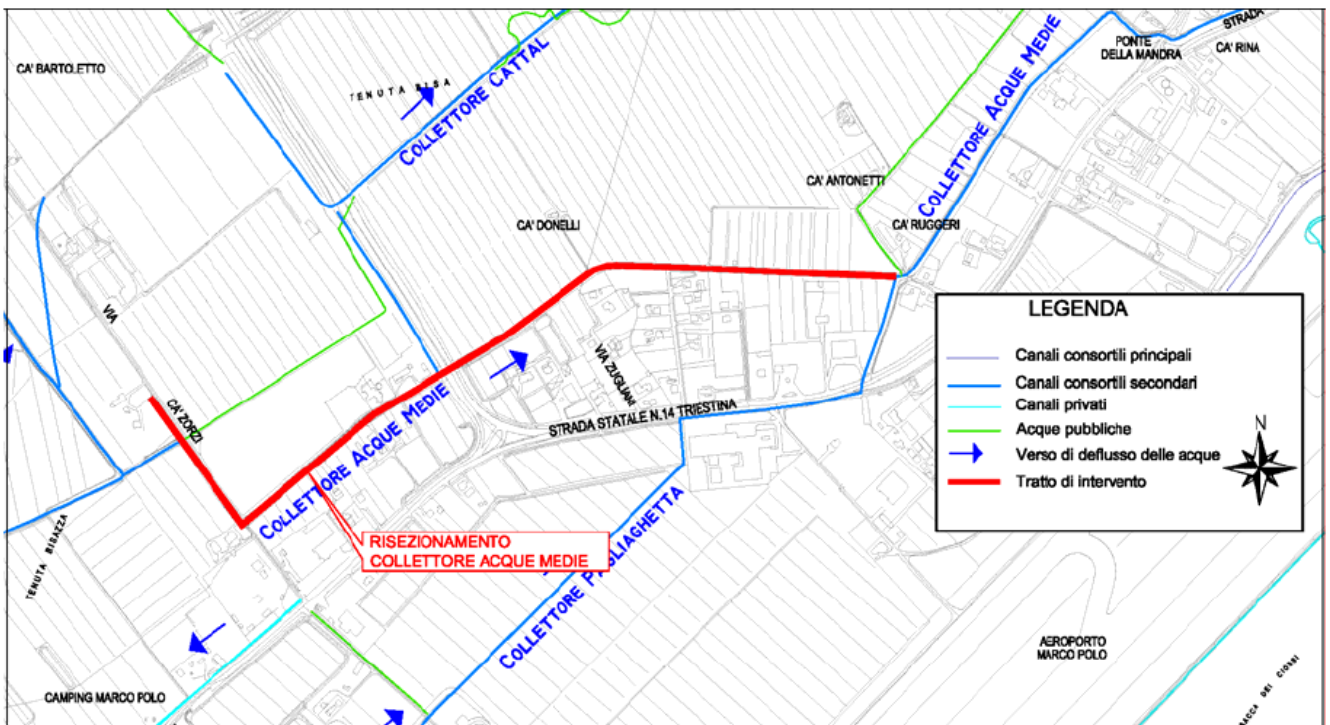 CA' BARTOLETTO
TENUTA BISA
COLLETTORE CATTAL
COLLETTORE ACQUE MEDIE
PONTE
DELLA MANDRA
STRADA
CA' RINA
CA' ANTONETTI
CA' RUGGERI
CA' DONELLI
VIA
CA' ZORZI
VIA ZUGLIANI
STRADA STATALE N.14 TRIESTINA
COLLETTORE ACQUE MEDIE
RISEZIONAMENTO
COLLETTORE ACQUE MEDIE
COLLETTORE PAGLIAGHETTA
TENUTA BISAZZA
CAMPING MARCO POLO
AEROPORTO
MARCO POLO
LEGENDA
Canali consortili principali
Canali consortili secondari
Canali privati
Acque pubbliche
Verso di deflusso delle acque
Tratto di intervento
N
DEI